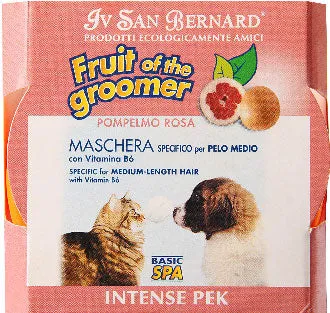 IV SAN BERNARD®
PRODOTTI ECOLOGICAMENTE AMICI
Fruit of the
groomer
POMPELMO ROSA
MASCHERA SPECIFICO per PELO MEDIO
con Vitamina B6
SPECIFIC for MEDIUM-LENGTH HAIR
with Vitamin B6
BASIC
SPA
INTENSE PEK